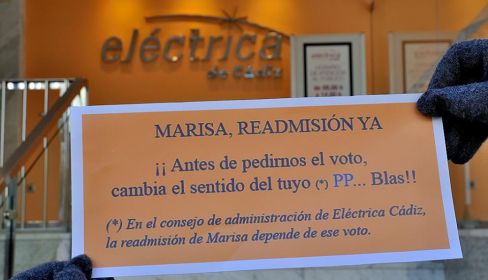 eléctrica
de Cádiz
MARISA, READMISIÓN YA
¡¡ Antes de pedirnos el voto,
cambia el sentido del tuyo (*) PP... Blas!!
(*) En el consejo de administración de Eléctrica Cádiz,
la readmisión de Marisa depende de ese voto.